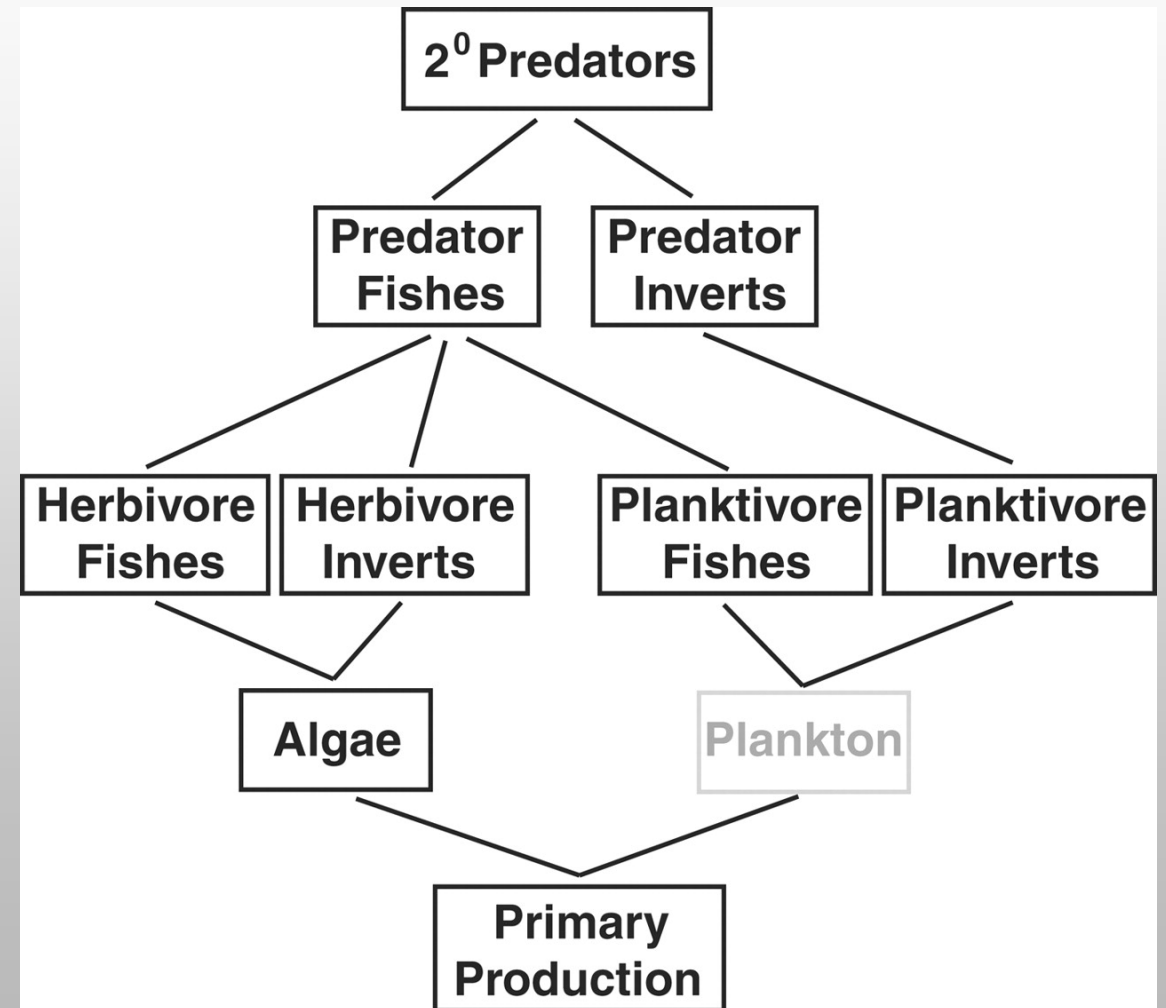 2⁰ Predators
Predator
Fishes
Predator
Inverts
Herbivore
Fishes
Herbivore
Inverts
Planktivore
Fishes
Planktivore
Inverts
Algae
Plankton
Primary
Production